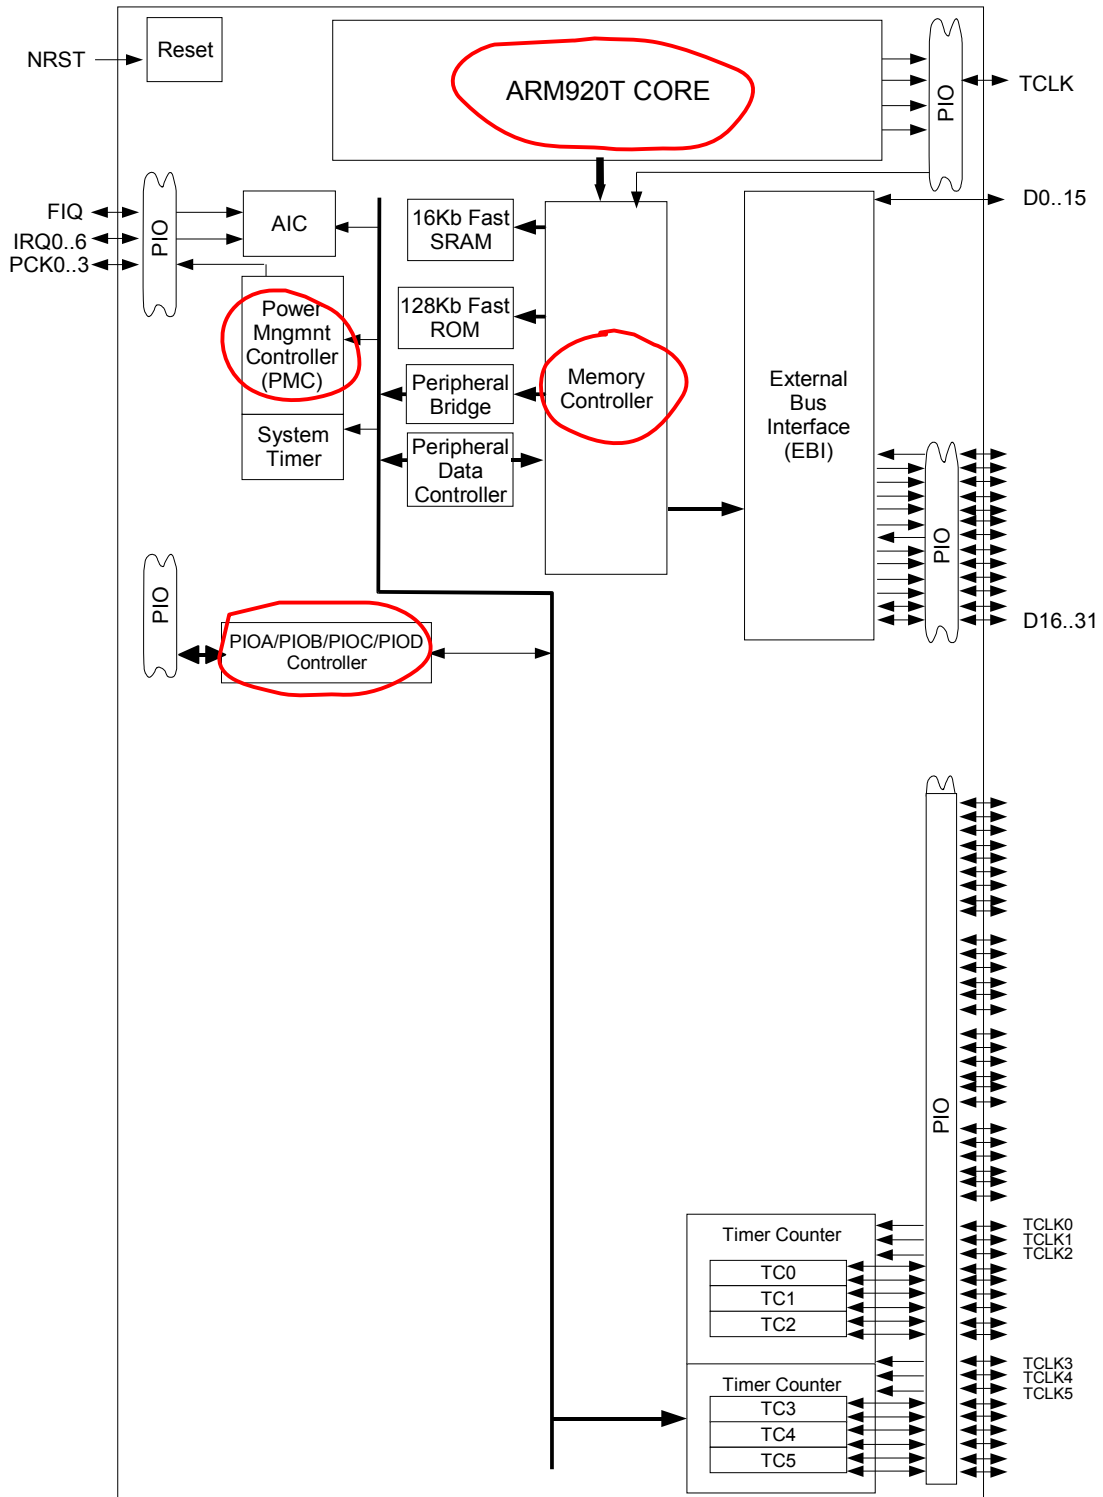 NRST
Reset
ARM920T CORE
PIO
TCLK
FIQ
IRQ0..6
PCK0..3
PIO
AIC
16Kb Fast
SRAM
D0..15
Power
Mngmnt
Controller
(PMC)
128Kb Fast
ROM
Memory
Controller
External
Bus
Interface
(EBI)
Peripheral
Bridge
System
Timer
Peripheral
Data
Controller
PIO
D16..31
PIO
PIOA/PIOB/PIOC/PIOD
Controller
PIO
Timer Counter
TC0
TC1
TC2
TCLK0
TCLK1
TCLK2
Timer Counter
TC3
TC4
TC5
TCLK3
TCLK4
TCLK5